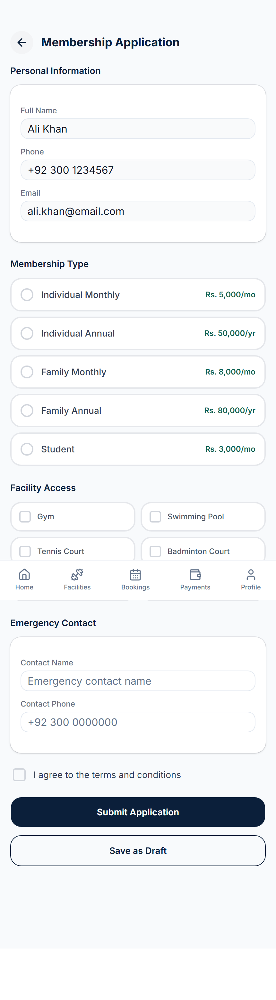 Membership Application
Personal Information
Full Name
Ali Khan
Phone
+92 300 1234567
Email
ali.khan@email.com
Membership Type
Individual Monthly Rs. 5,000/mo
Individual Annual Rs. 50,000/yr
Family Monthly Rs. 8,000/mo
Family Annual Rs. 80,000/yr
Student Rs. 3,000/mo
Facility Access
Gym Swimming Pool
Tennis Court Badminton Court
Home Facilities Bookings Payments Profile
Emergency Contact
Contact Name
Emergency contact name
Contact Phone
+92 300 0000000
I agree to the terms and conditions
Submit Application
Save as Draft